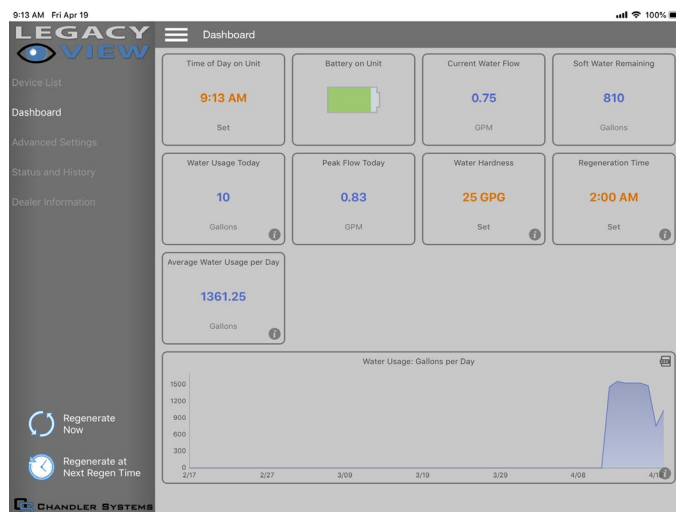 9:13 AM Fri Apr 19
100%
LEGACY
VIEW
Dashboard
Device List
Dashboard
Advanced Settings
Status and History
Dealer Information
Regenerate
Now
Regenerate at
Next Regen Time
CHANDLER SYSTEMS
Time of Day on Unit
9:13 AM
Set
Battery on Unit
Current Water Flow
0.75
GPM
Soft Water Remaining
810
Gallons
Water Usage Today
10
Gallons
Peak Flow Today
0.83
GPM
Water Hardness
25 GPG
Set
Regeneration Time
2:00 AM
Set
Average Water Usage per Day
1361.25
Gallons
Water Usage: Gallons per Day
1500
1200
900
600
300
0
2/17 2/27 3/09 3/19 3/29 4/08